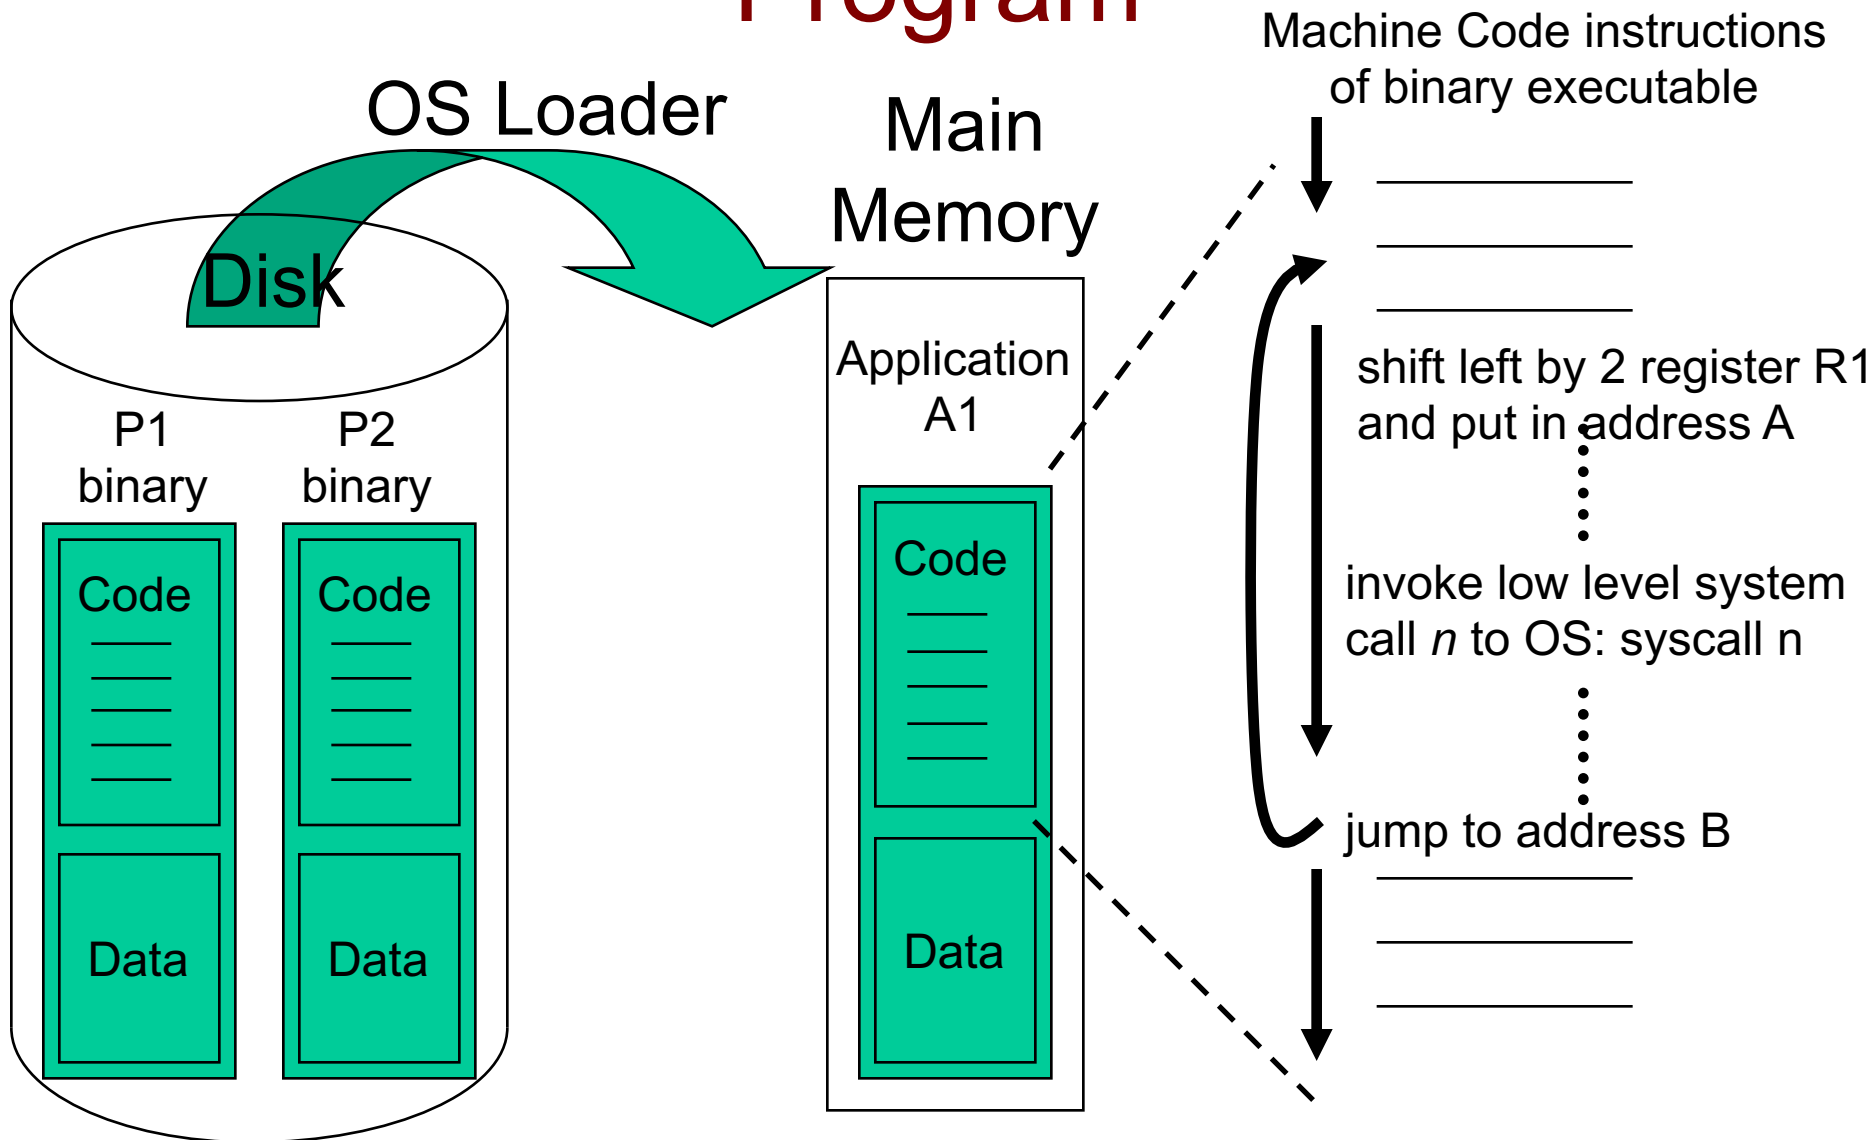 Program
OS Loader
Main
Memory
Machine Code instructions
of binary executable
Disk
P1
binary
P2
binary
Code
Code
Data
Data
Application
A1
Code
Data
shift left by 2 register R1
and put in address A
invoke low level system
call n to OS: syscall n
jump to address B